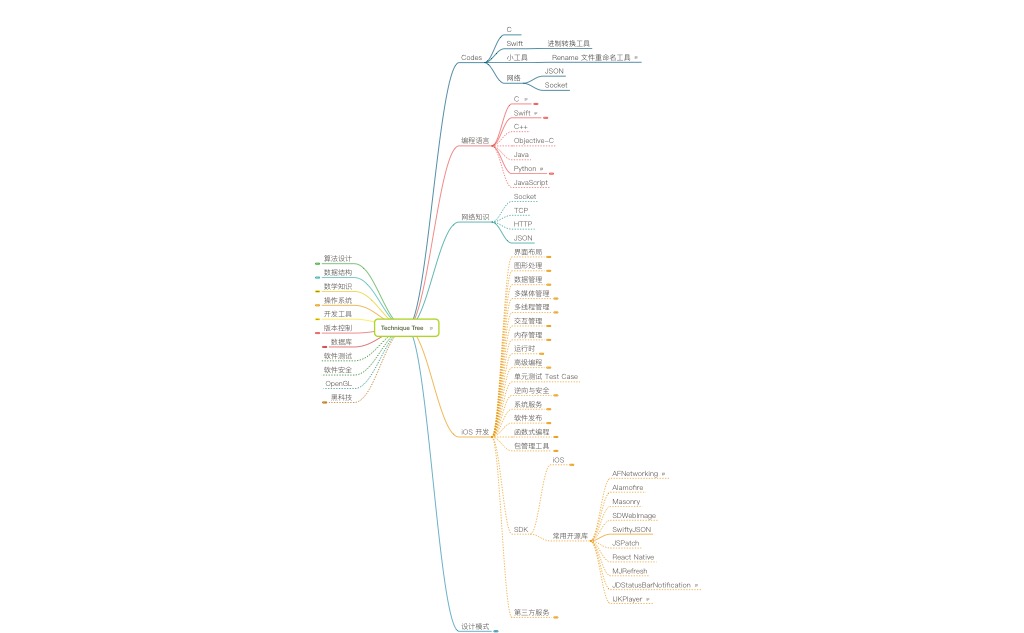 Technique Tree
Codes
C
Swift
进制转换工具
小工具
Rename 文件重命名工具
网络
JSON
Socket
编程语言
C
Swift
C++
Objective-C
Java
Python
JavaScript
网络知识
Socket
TCP
HTTP
JSON
iOS 开发
界面布局
图形处理
数据管理
多媒体管理
多线程管理
交互管理
内存管理
运行时
高级编程
单元测试 Test Case
逆向与安全
系统服务
软件发布
函数式编程
包管理工具
SDK
iOS
常用开源库
AFNetworking
Alamofire
Masonry
SDWebImage
SwiftyJSON
JSPatch
React Native
MJRefresh
JDStatusBarNotification
IJKPlayer
第三方服务
设计模式
算法设计
数据结构
数学知识
操作系统
开发工具
版本控制
数据库
软件测试
软件安全
OpenGL
黑科技